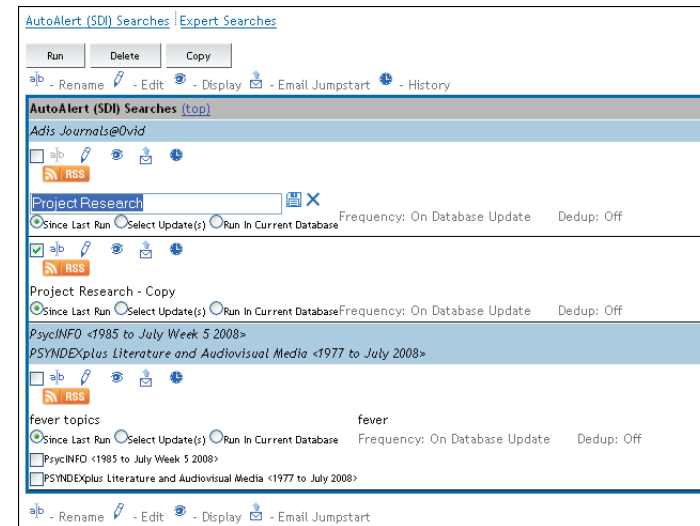 AutoAlert (SDI) Searches Expert Searches
Run Delete Copy
a|b - Rename - Edit - Display - Email Jumpstart - History
AutoAlert (SDI) Searches (top)
Adis Journals@Ovid
a|b
RSS
Project Research
Since Last Run Select Update(s) Run In Current Database Frequency: On Database Update Dedup: Off
a|b
RSS
Project Research - Copy
Since Last Run Select Update(s) Run In Current Database Frequency: On Database Update Dedup: Off
PsycINFO <1985 to July Week 5 2008>
PSYNDEXplus Literature and Audiovisual Media <1977 to July 2008>
a|b
RSS
fever topics fever
Since Last Run Select Update(s) Run In Current Database Frequency: On Database Update Dedup: Off
PsycINFO <1985 to July Week 5 2008>
PSYNDEXplus Literature and Audiovisual Media <1977 to July 2008>
a|b - Rename - Edit - Display - Email Jumpstart